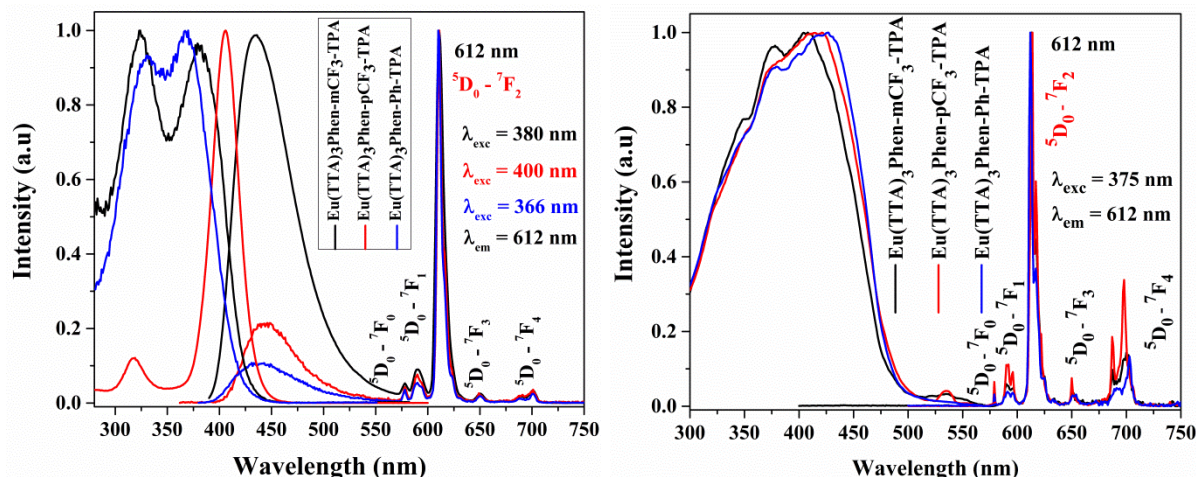 1.0
0.8
0.6
0.4
0.2
0.0
Intensity (a.u)
300 350 400 450 500 550 600 650 700 750
Wavelength (nm)
Eu(TTA)₃Phen-mCF₃-TPA
Eu(TTA)₃Phen-pCF₃-TPA
Eu(TTA)₃Phen-Ph-TPA
612 nm
⁵D₀ - ⁷F₂
λexc = 380 nm
λexc = 400 nm
λexc = 366 nm
λem = 612 nm
⁵D₀ - ⁷F₀
⁵D₀ - ⁷F₁
⁵D₀ - ⁷F₃
⁵D₀ - ⁷F₄
1.0
0.8
0.6
0.4
0.2
0.0
Intensity (a.u)
300 350 400 450 500 550 600 650 700 750
Wavelength (nm)
Eu(TTA)₃Phen-mCF₃-TPA
Eu(TTA)₃Phen-pCF₃-TPA
Eu(TTA)₃Phen-Ph-TPA
612 nm
⁵D₀ - ⁷F₂
λexc = 375 nm
λem = 612 nm
⁵D₀ - ⁷F₀
⁵D₀ - ⁷F₁
⁵D₀ - ⁷F₃
⁵D₀ - ⁷F₄